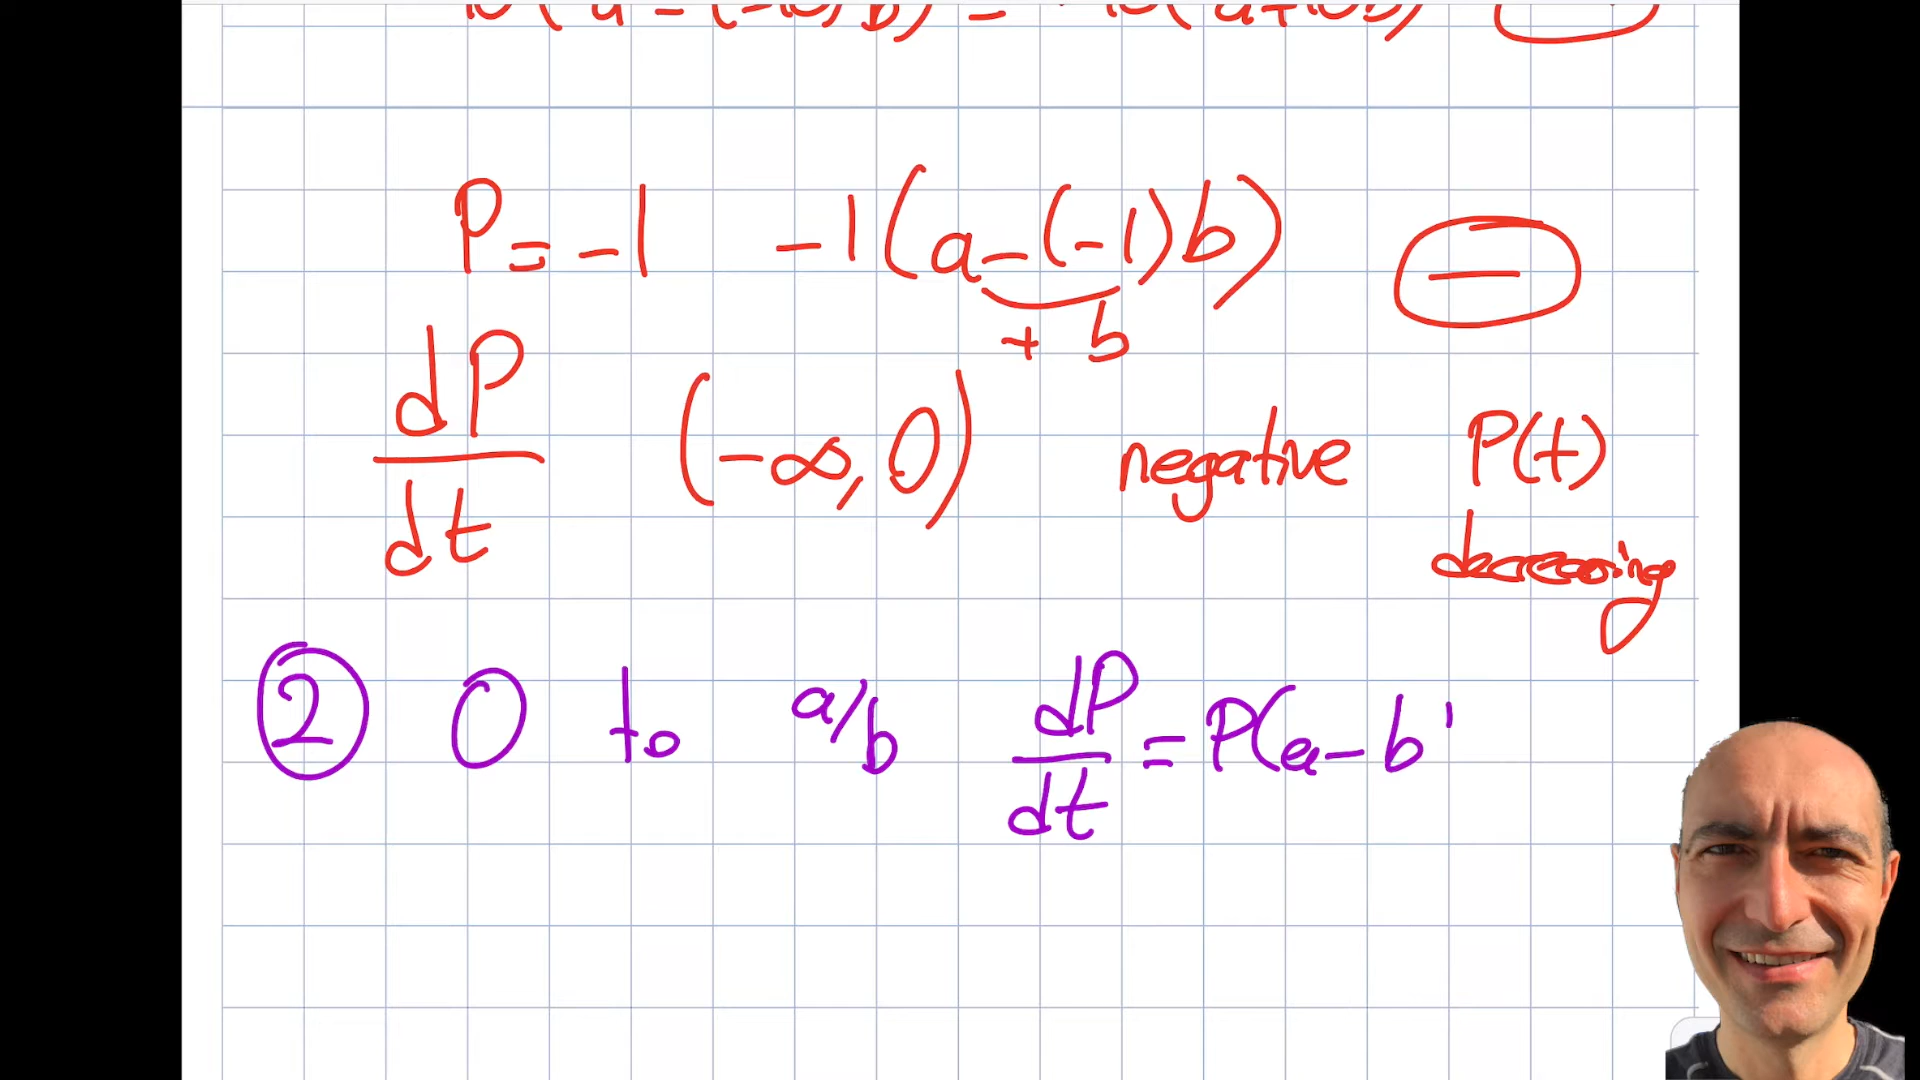 P = -1   -1(a-(-1)b)   —
+ b
dP/dt   (-∞,0)   negative   P(t)
decreasing
② 0 to a/b   dP/dt = P(a-b